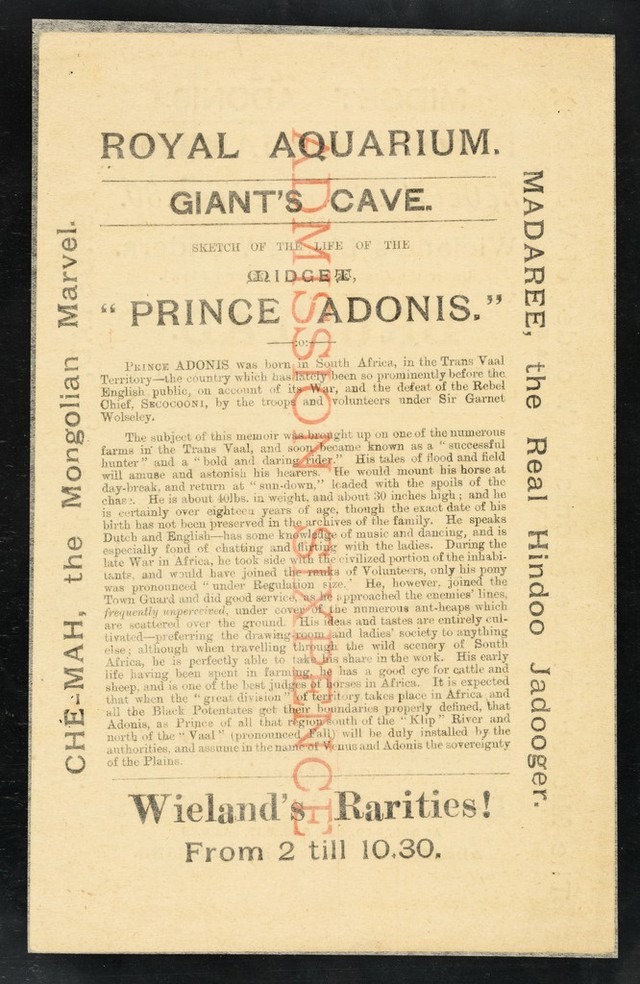 ROYAL AQUARIUM.
GIANT'S CAVE.
SKETCH OF THE LIFE OF THE
MIDGET,
" PRINCE ADONIS."
:o:
PRINCE ADONIS was born in South Africa, in the Trans Vaal
Territory—the country which has lately been so prominently before the
English public, on account of its War, and the defeat of the Rebel
Chief, SECOCOONI, by the troops and volunteers under Sir Garnet
Wolseley.
The subject of this memoir was brought up on one of the numerous
farms in the Trans Vaal, and soon became known as a " successful
hunter" and a "bold and daring rider." His tales of flood and field
will amuse and astonish his hearers. He would mount his horse at
day-break, and return at "sun-down," loaded with the spoils of the
chase. He is about 40lbs. in weight, and about 30 inches high; and he
is certainly over eighteen years of age, though the exact date of his
birth has not been preserved in the archives of the family. He speaks
Dutch and English—has some knowledge of music and dancing, and is
especially fond of chatting and flirting with the ladies. During the
late War in Africa, he took side with the civilized portion of the inhabi-
tants, and would have joined the ranks of Volunteers, only his pony
was pronounced "under Regulation size." He, however, joined the
Town Guard and did good service, as he approached the enemies' lines,
frequently unperceived, under cover of the numerous ant-heaps which
are scattered over the ground. His ideas and tastes are entirely cul-
tivated—preferring the drawing-room and ladies' society to anything
else; although when travelling through the wild scenery of South
Africa, he is perfectly able to take his share in the work. His early
life having been spent in farming, he has a good eye for cattle and
sheep, and is one of the best judges of horses in Africa. It is expected
that when the "great division" of territory takes place in Africa and
all the Black Potentates get their boundaries properly defined, that
Adonis, as Prince of all that region south of the "Klip" River and
north of the "Vaal" (pronounced Fall) will be duly installed by the
authorities, and assume in the name of Venus and Adonis the sovereignty
of the Plains.
Wieland's Rarities!
From 2 till 10.30.
CHE-MAH, the Mongolian Marvel.
MADAREE, the Real Hindoo Jadooger.
ADMISSION SIXPENCE